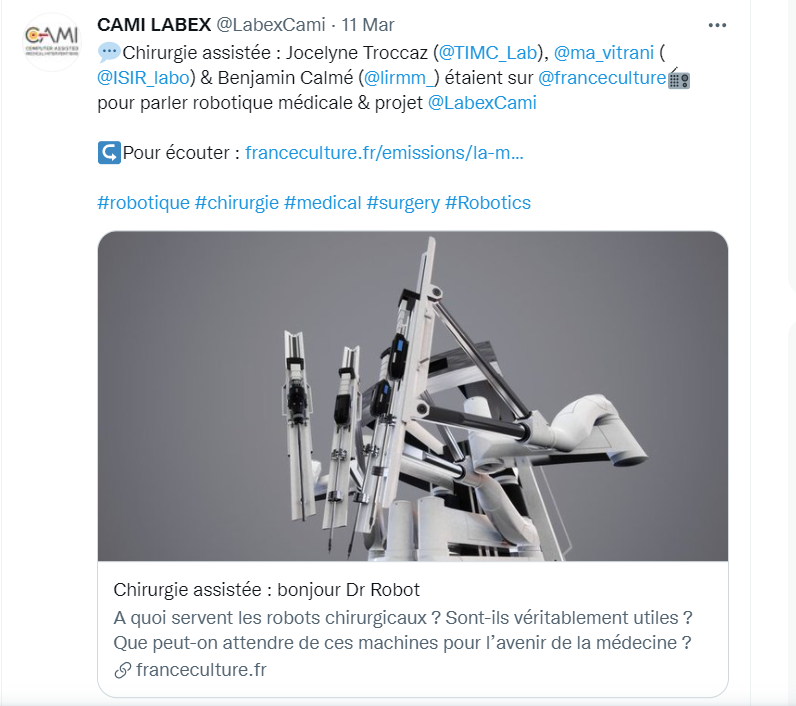 CAMI
COMPUTER ASSISTED
MEDICAL INTERVENTIONS
CAMI LABEX @LabexCami · 11 Mar
💬Chirurgie assistée : Jocelyne Troccaz (@TIMC_Lab), @ma_vitrani (
@ISIR_labo) & Benjamin Calmé (@lirmm_) étaient sur @franceculture📻
pour parler robotique médicale & projet @LabexCami
↪️Pour écouter : franceculture.fr/emissions/la-m...
#robotique #chirurgie #medical #surgery #Robotics
Chirurgie assistée : bonjour Dr Robot
A quoi servent les robots chirurgicaux ? Sont-ils véritablement utiles ?
Que peut-on attendre de ces machines pour l'avenir de la médecine ?
franceculture.fr